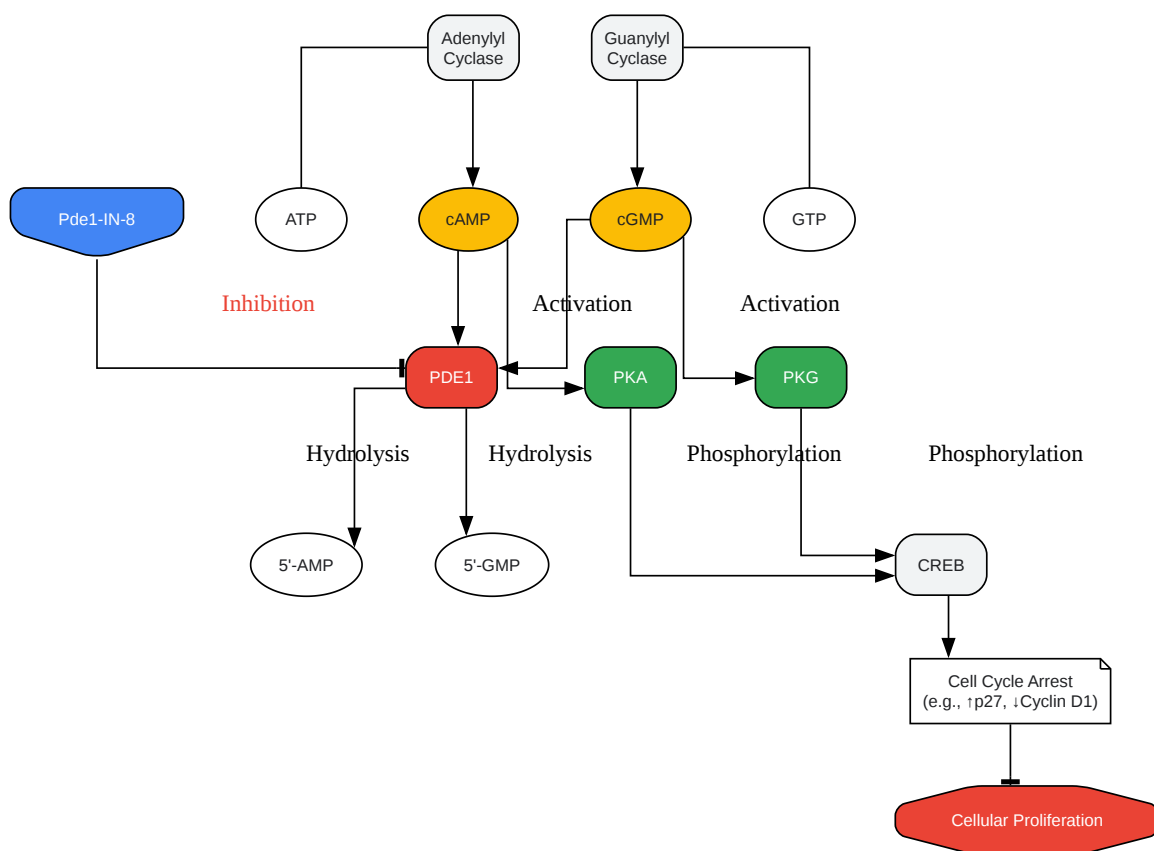 Adenylyl
Cyclase
Guanylyl
Cyclase
Pde1-IN-8
ATP
cAMP
cGMP
GTP
Inhibition
Activation
Activation
PDE1
PKA
PKG
Hydrolysis
Hydrolysis
Phosphorylation
Phosphorylation
5'-AMP
5'-GMP
CREB
Cell Cycle Arrest
(e.g., ↑p27, ↓Cyclin D1)
Cellular Proliferation